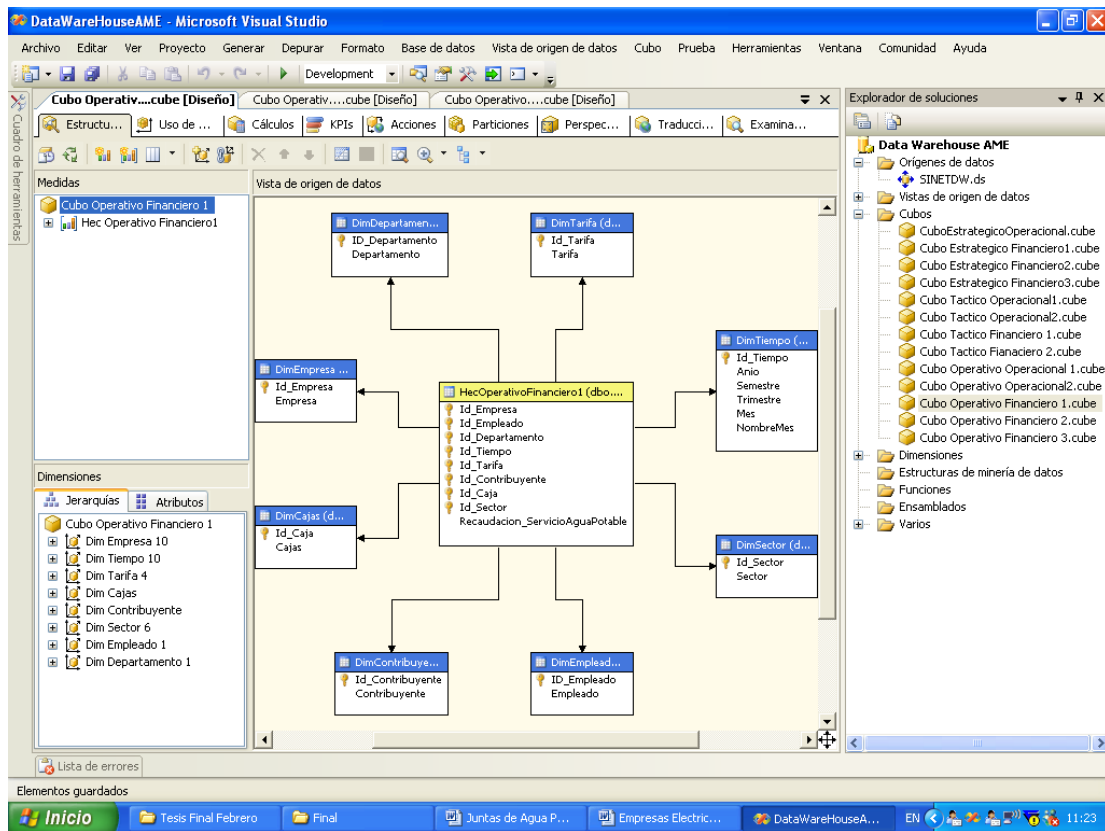 DataWareHouseAME - Microsoft Visual Studio
Archivo Editar Ver Proyecto Generar Depurar Formato Base de datos Vista de origen de datos Cubo Prueba Herramientas Ventana Comunidad Ayuda
Development
Cubo Operativ....cube [Diseño] Cubo Operativ....cube [Diseño] Cubo Operativo....cube [Diseño]
Estructu... Uso de ... Cálculos KPIs Acciones Particiones Perspec... Traducci... Examina...
Cuadro de herramientas
Medidas
Cubo Operativo Financiero 1
Hec Operativo Financiero1
Dimensiones
Jerarquías Atributos
Cubo Operativo Financiero 1
Dim Empresa 10
Dim Tiempo 10
Dim Tarifa 4
Dim Cajas
Dim Contribuyente
Dim Sector 6
Dim Empleado 1
Dim Departamento 1
Vista de origen de datos
DimDepartamen...
ID_Departamento
Departamento
DimTarifa (d...
Id_Tarifa
Tarifa
DimTiempo (...
Id_Tiempo
Anio
Semestre
Trimestre
Mes
NombreMes
DimEmpresa ...
Id_Empresa
Empresa
HecOperativoFinanciero1 (dbo....
Id_Empresa
Id_Empleado
Id_Departamento
Id_Tiempo
Id_Tarifa
Id_Contribuyente
Id_Caja
Id_Sector
Recaudacion_ServicioAguaPotable
DimCajas (d...
Id_Caja
Cajas
DimSector (d...
Id_Sector
Sector
DimContribuye...
Id_Contribuyente
Contribuyente
DimEmplead...
ID_Empleado
Empleado
Explorador de soluciones
Data Warehouse AME
Orígenes de datos
SINETDW.ds
Vistas de origen de datos
Cubos
CuboEstrategicoOperacional.cube
Cubo Estrategico Financiero1.cube
Cubo Estrategico Financiero2.cube
Cubo Estrategico Financiero3.cube
Cubo Tactico Operacional1.cube
Cubo Tactico Operacional2.cube
Cubo Tactico Financiero 1.cube
Cubo Tactico Fianaciero 2.cube
Cubo Operativo Operacional 1.cube
Cubo Operativo Operacional2.cube
Cubo Operativo Financiero 1.cube
Cubo Operativo Financiero 2.cube
Cubo Operativo Financiero 3.cube
Dimensiones
Estructuras de minería de datos
Funciones
Ensamblados
Varios
Lista de errores
Elementos guardados
Inicio Tesis Final Febrero Final Juntas de Agua P... Empresas Electric... DataWareHouseA... EN 11:23